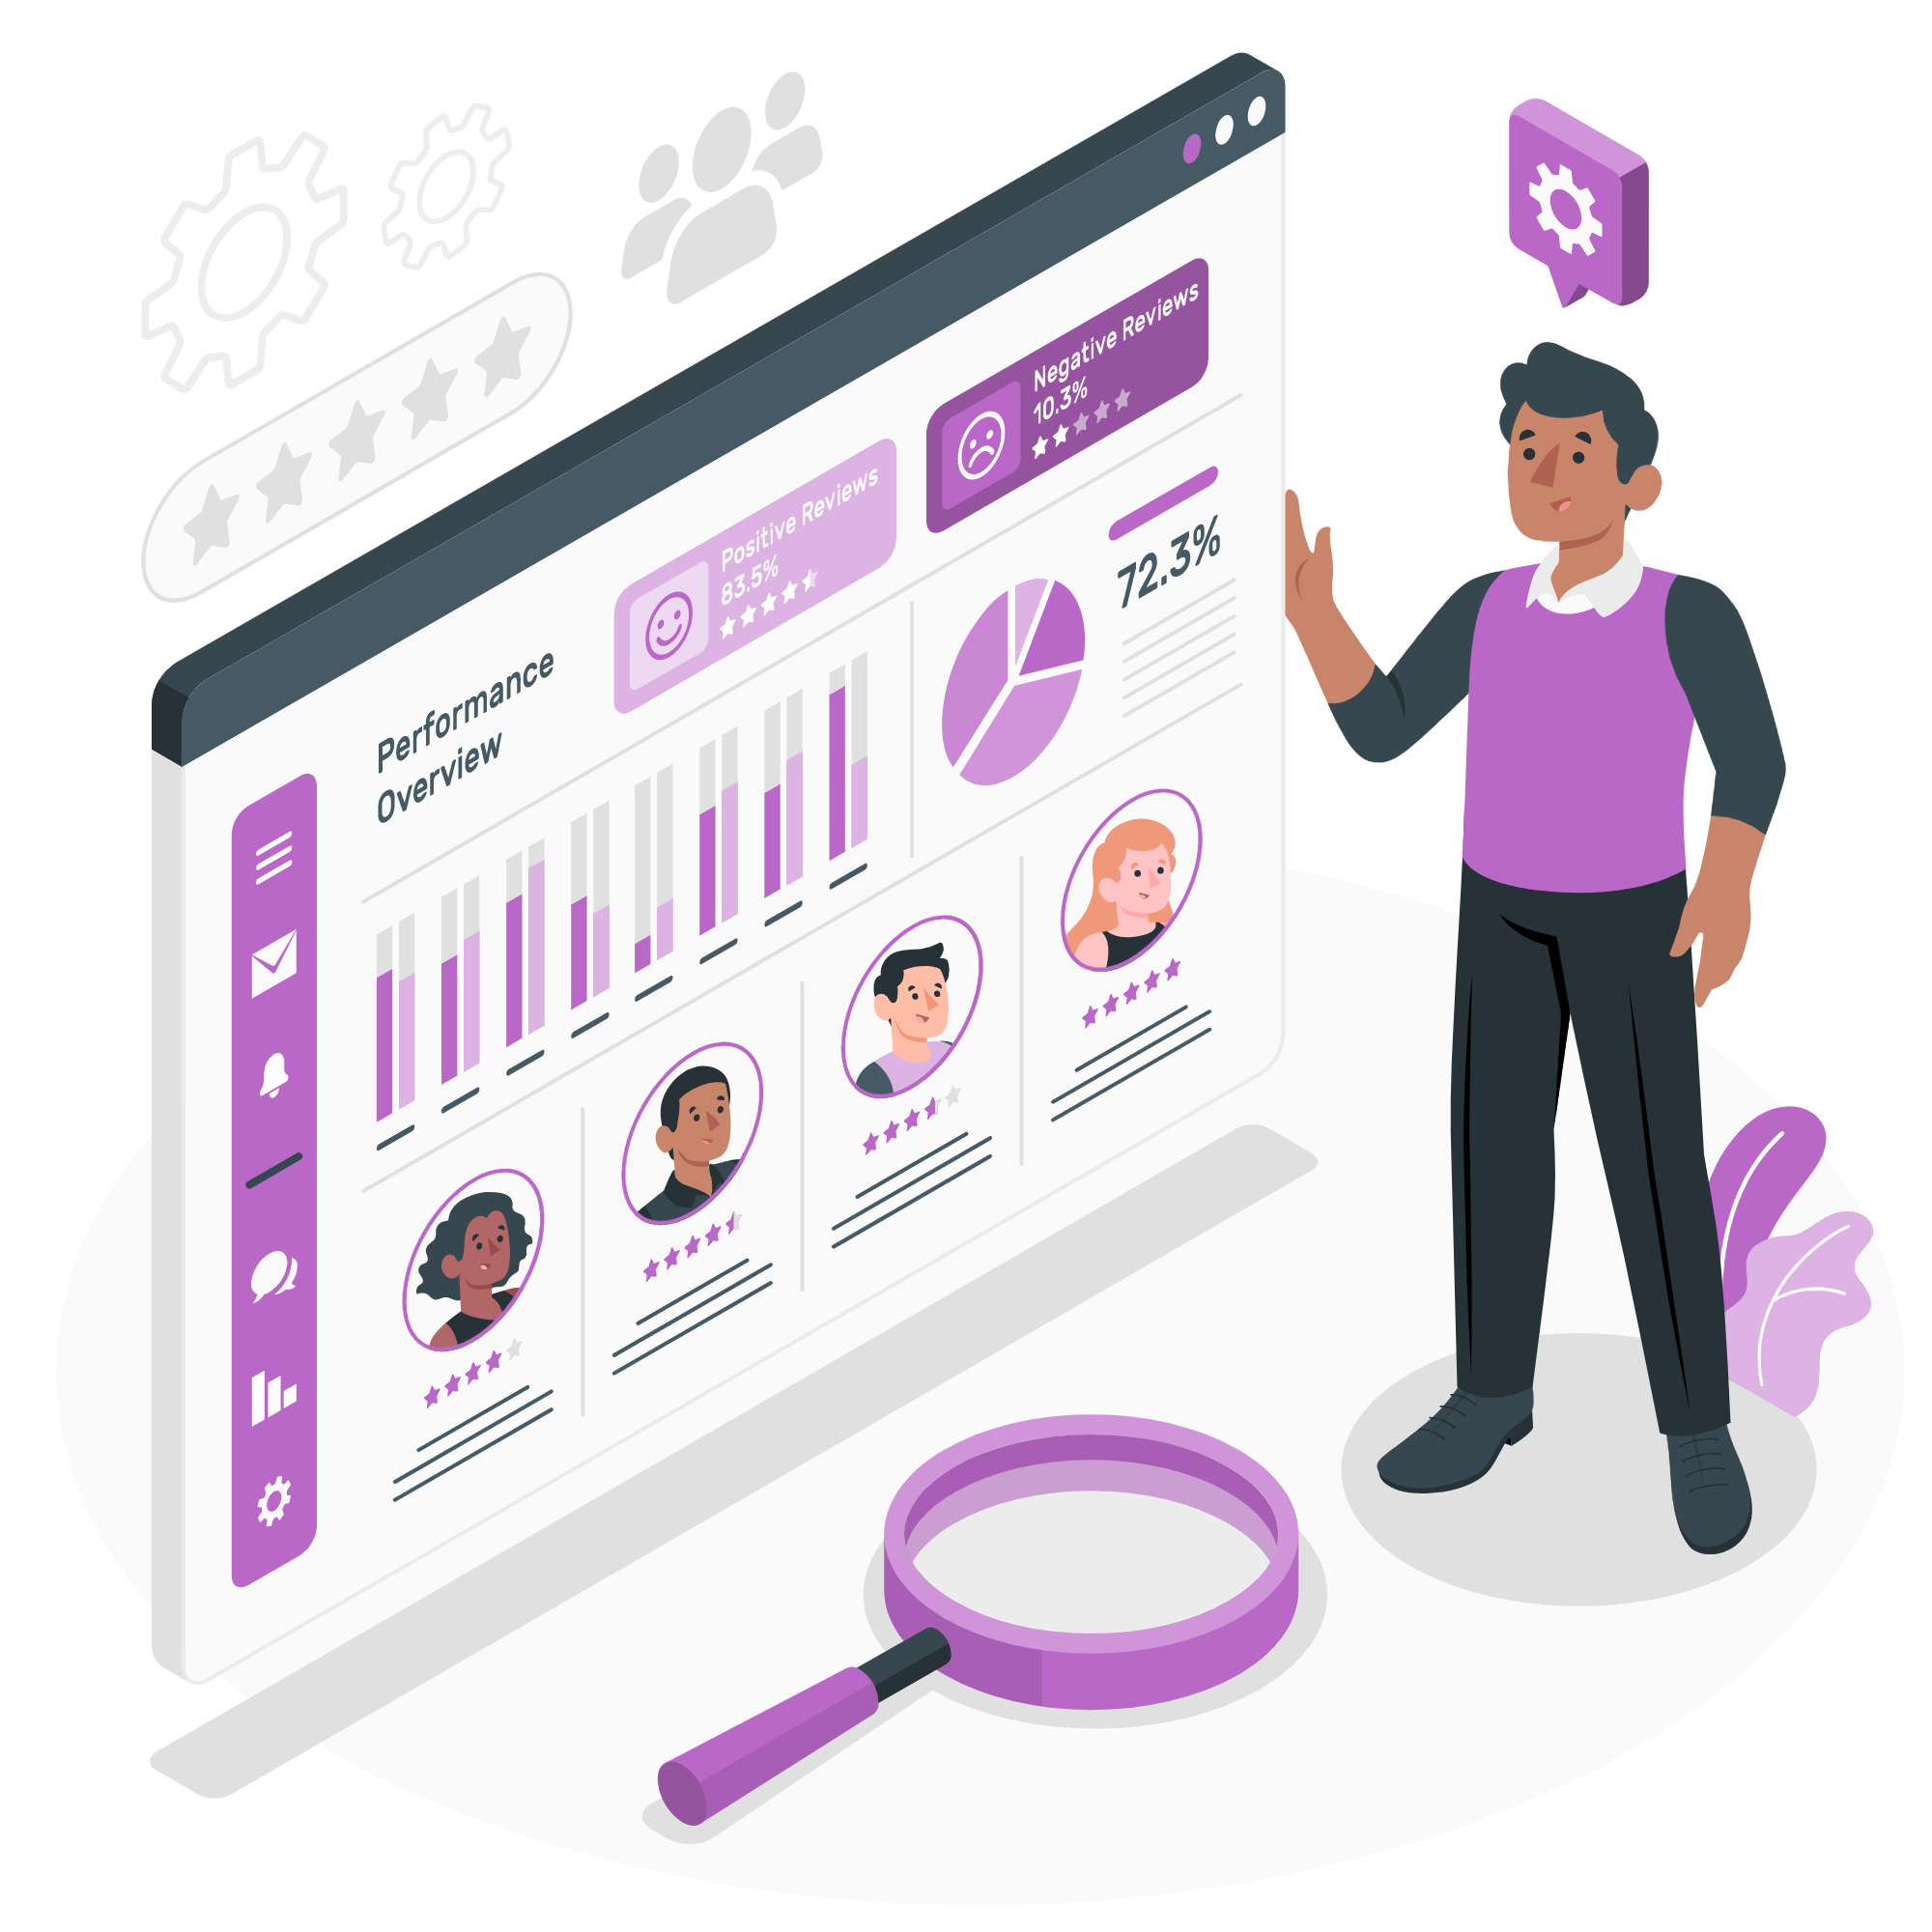 Performance
Overview
Positive Reviews
83.5%
Negative Reviews
10.3%
72.3%